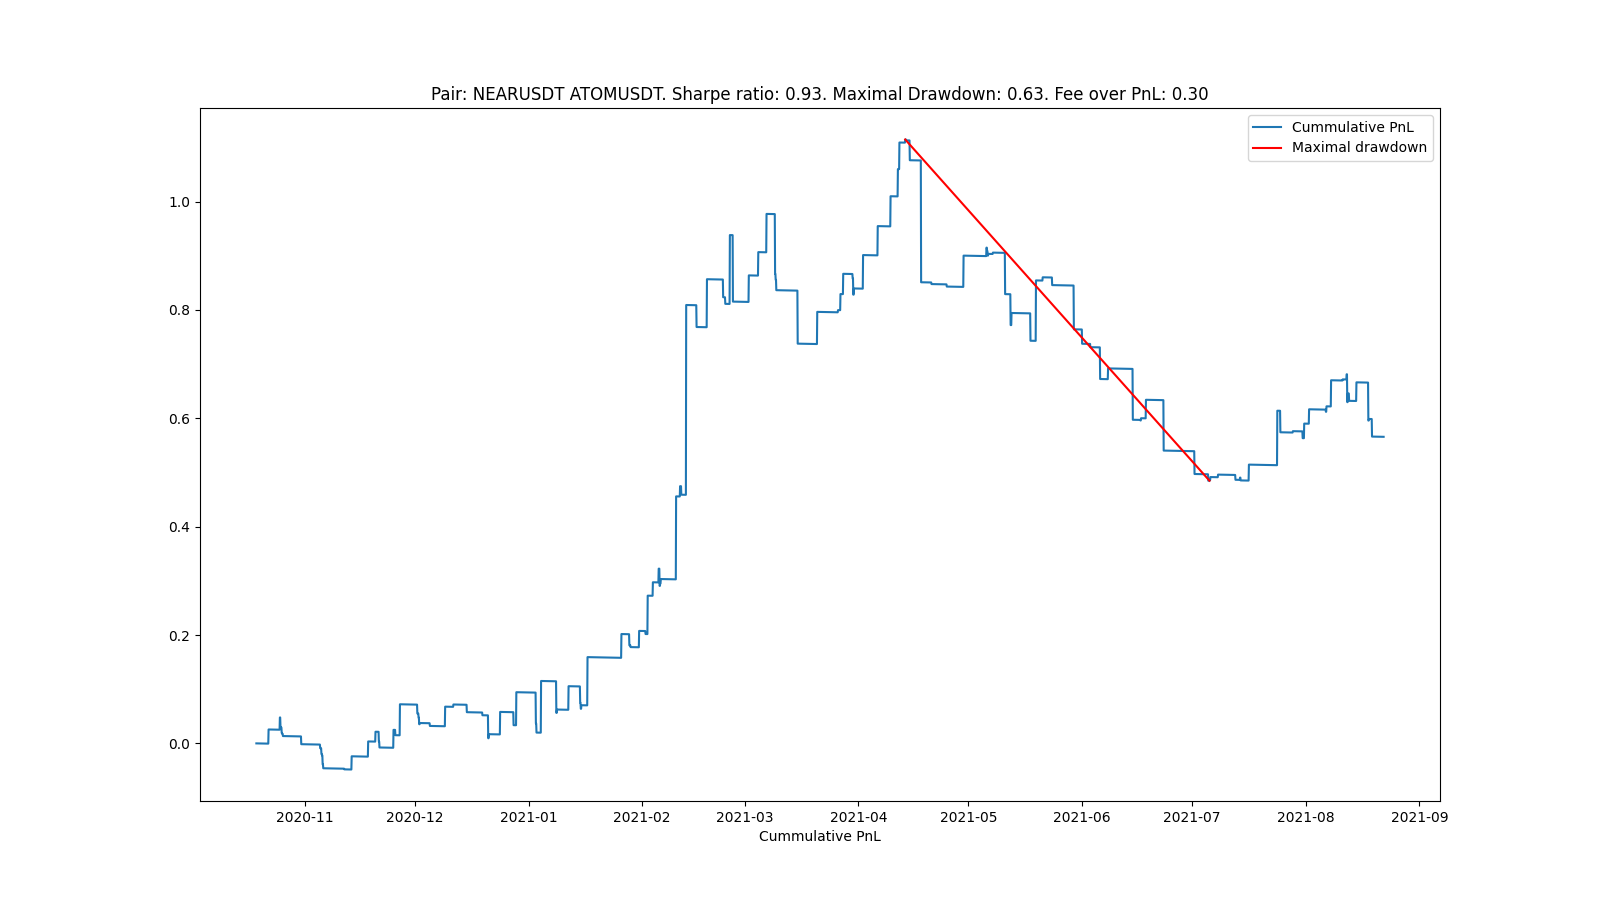 Pair: NEARUSDT ATOMUSDT. Sharpe ratio: 0.93. Maximal Drawdown: 0.63. Fee over PnL: 0.30
Cummulative PnL
Maximal drawdown
1.0
0.8
0.6
0.4
0.2
0.0
2020-11 2020-12 2021-01 2021-02 2021-03 2021-04 2021-05 2021-06 2021-07 2021-08 2021-09
Cummulative PnL